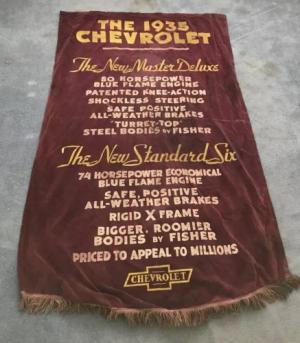 THE 1935
CHEVROLET
The New Master Deluxe
80 HORSEPOWER
BLUE FLAME ENGINE
PATENTED KNEE-ACTION
SHOCKLESS STEERING
SAFE POSITIVE
ALL-WEATHER BRAKES
"TURRET-TOP"
STEEL BODIES BY FISHER
The New Standard Six
74 HORSEPOWER ECONOMICAL
BLUE FLAME ENGINE
SAFE, POSITIVE
ALL-WEATHER BRAKES
RIGID X FRAME
BIGGER, ROOMIER
BODIES BY FISHER
PRICED TO APPEAL TO MILLIONS
CHEVROLET